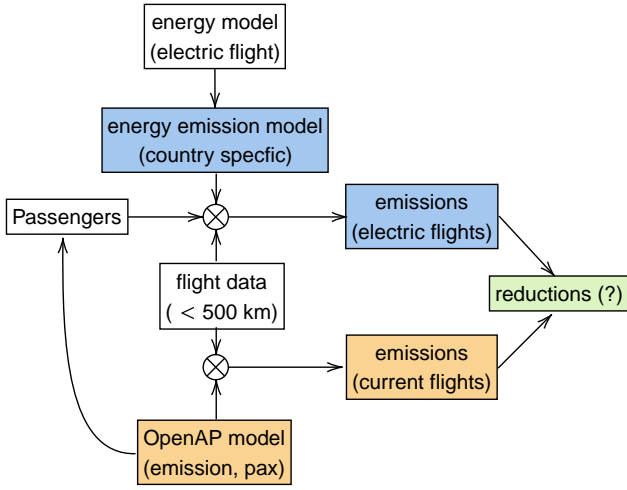 energy model
(electric flight)
energy emission model
(country specfic)
Passengers
emissions
(electric flights)
flight data
( < 500 km)
reductions (?)
emissions
(current flights)
OpenAP model
(emission, pax)